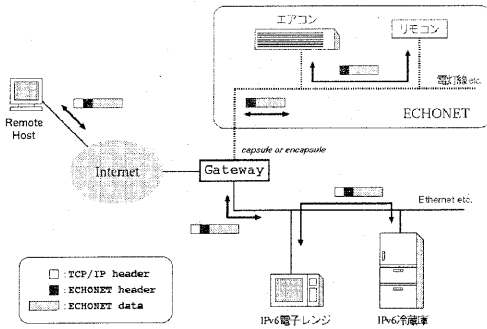 エアコン
リモコン
電灯線 etc.
ECHONET
Remote
Host
Internet
capsule or encapsule
Gateway
Ethernet etc.
:TCP/IP header
:ECHONET header
:ECHONET data
IPv6電子レンジ
IPv6冷蔵庫